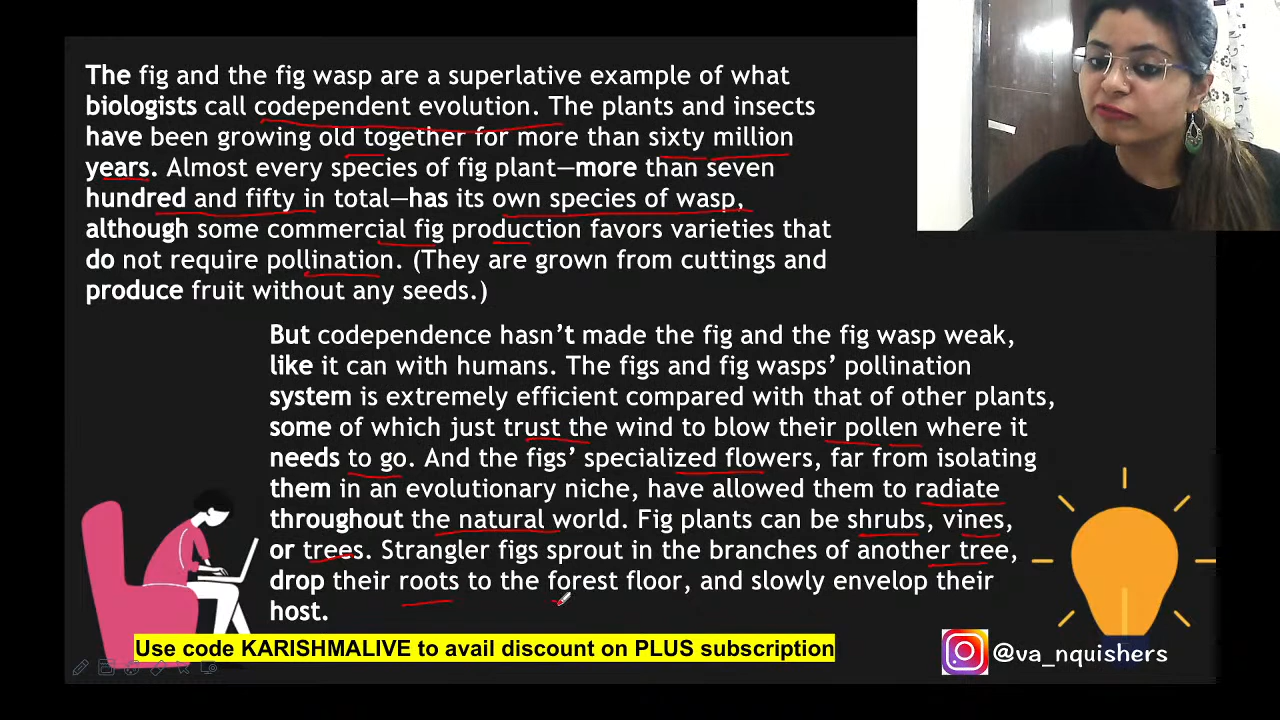 The fig and the fig wasp are a superlative example of what
biologists call codependent evolution. The plants and insects
have been growing old together for more than sixty million
years. Almost every species of fig plant—more than seven
hundred and fifty in total—has its own species of wasp,
although some commercial fig production favors varieties that
do not require pollination. (They are grown from cuttings and
produce fruit without any seeds.)
But codependence hasn't made the fig and the fig wasp weak,
like it can with humans. The figs and fig wasps' pollination
system is extremely efficient compared with that of other plants,
some of which just trust the wind to blow their pollen where it
needs to go. And the figs' specialized flowers, far from isolating
them in an evolutionary niche, have allowed them to radiate
throughout the natural world. Fig plants can be shrubs, vines,
or trees. Strangler figs sprout in the branches of another tree,
drop their roots to the forest floor, and slowly envelop their
host.
Use code KARISHMALIVE to avail discount on PLUS subscription
@va_nquishers